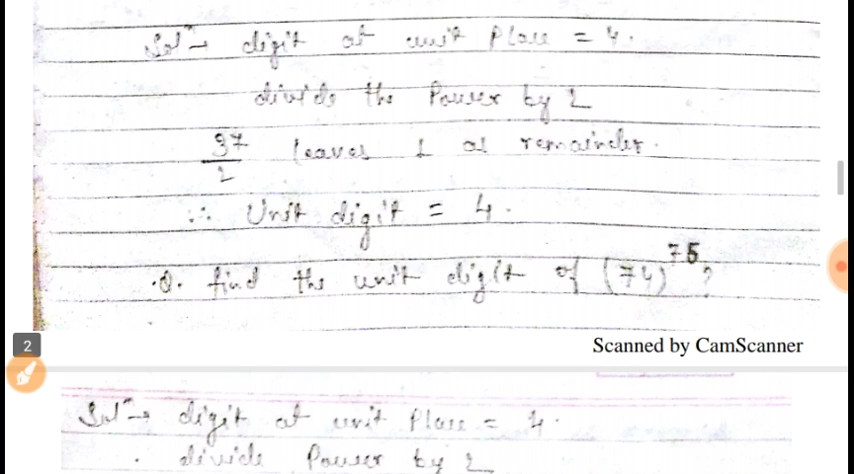 Solⁿ → digit at unit place = 4.
divide the Power by 2
37/2 leaves 1 as remainder.
∴ Unit digit = 4.
Q. find the unit digit of (74)^75?
2
Scanned by CamScanner
Solⁿ → digit at unit place = 4.
divide Power by 2